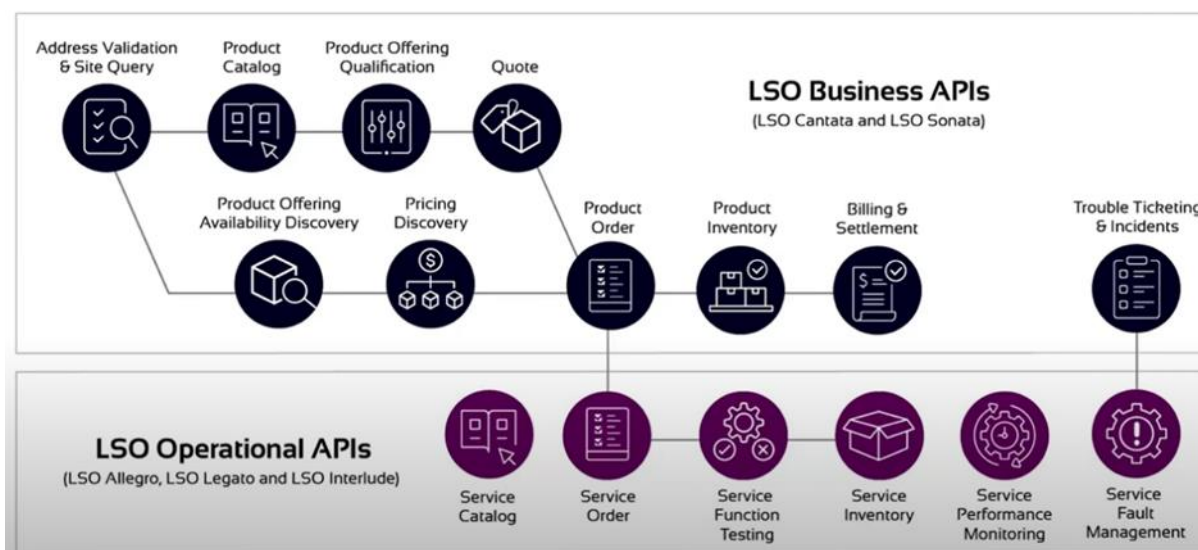 Address Validation
& Site Query
Product
Catalog
Product Offering
Qualification
Quote
LSO Business APIs
(LSO Cantata and LSO Sonata)
Product Offering
Availability Discovery
Pricing
Discovery
Product
Order
Product
Inventory
Billing &
Settlement
Trouble Ticketing
& Incidents
LSO Operational APIs
(LSO Allegro, LSO Legato and LSO Interlude)
Service
Catalog
Service
Order
Service
Function
Testing
Service
Inventory
Service
Performance
Monitoring
Service
Fault
Management